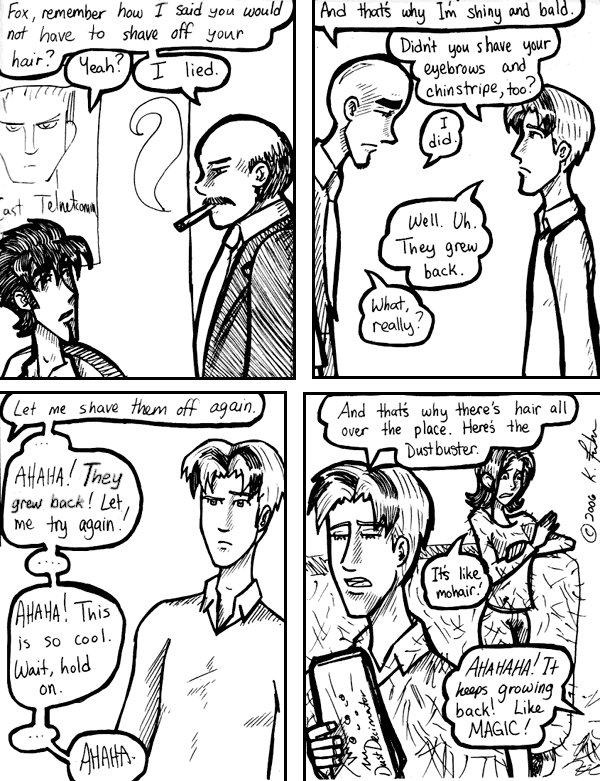 Fox, remember how I said you would
not have to shave off your
hair?
Yeah?
I lied.
And that's why I'm shiny and bald.
Didn't you shave your
eyebrows and
chinstripe, too?
I
did.
Well. Uh.
They grew
back.
What,
really?
Let me shave them off again.
...
AHAHA! They
grew back! Let
me try again!
...
AHAHA! This
is so cool.
Wait, hold
on.
...
AHAHA.
And that's why there's hair all
over the place. Here's the
Dustbuster.
It's like
mohair!
AHAHAHA! It
keeps growing
back! Like
MAGIC!
©2006 K.